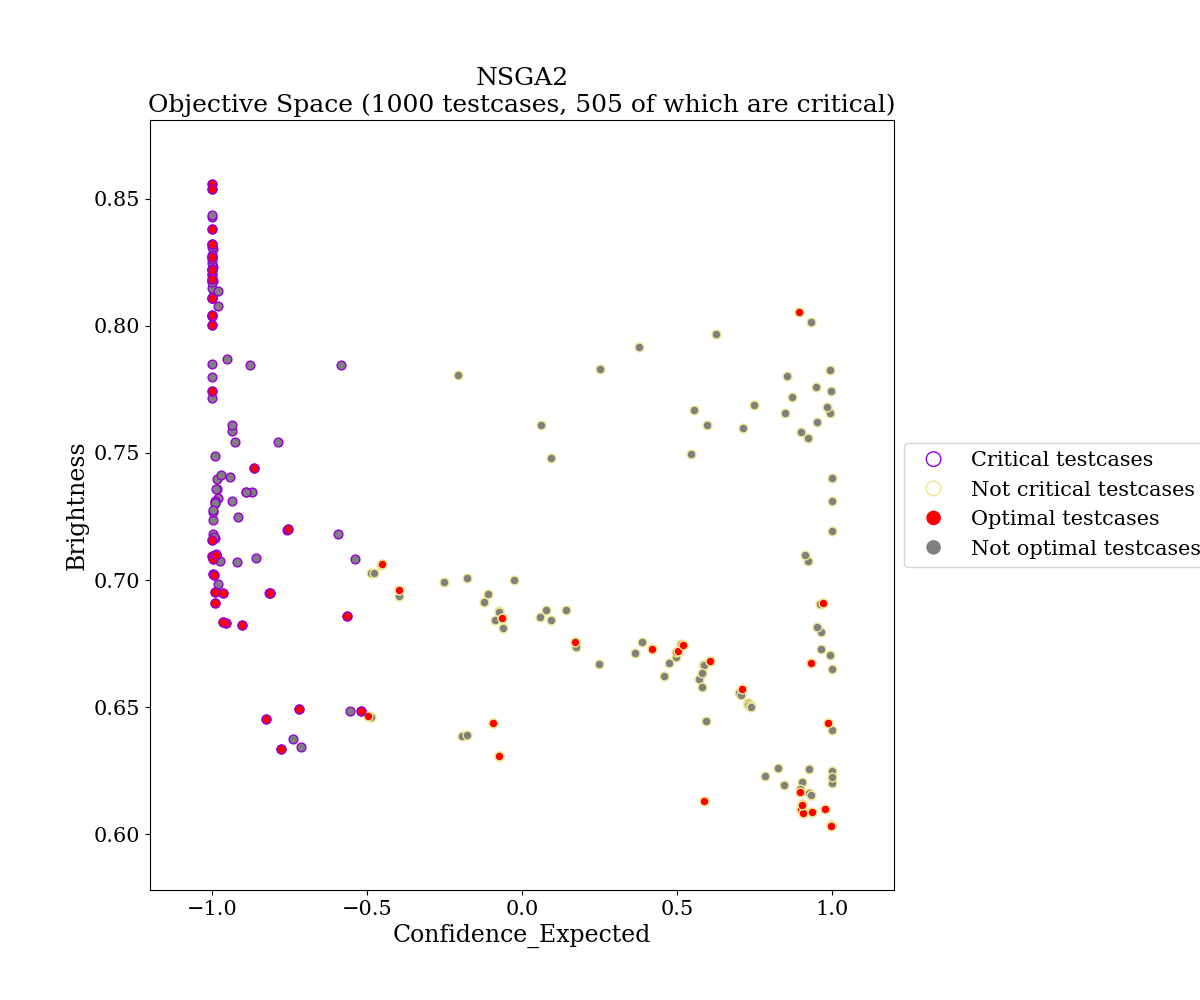 NSGA2
Objective Space (1000 testcases, 505 of which are critical)
0.85
0.80
0.75
0.70
0.65
0.60
Brightness
−1.0
−0.5
0.0
0.5
1.0
Confidence_Expected
Critical testcases
Not critical testcases
Optimal testcases
Not optimal testcases